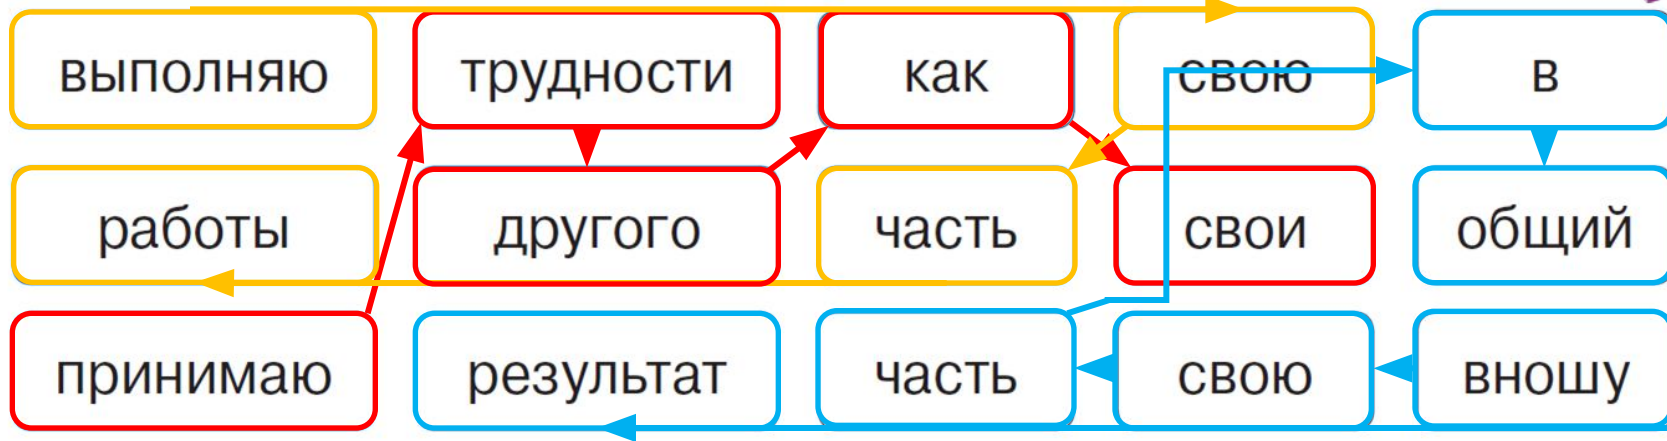 выполняю трудности как свою в
работы другого часть свои общий
принимаю результат часть свою вношу